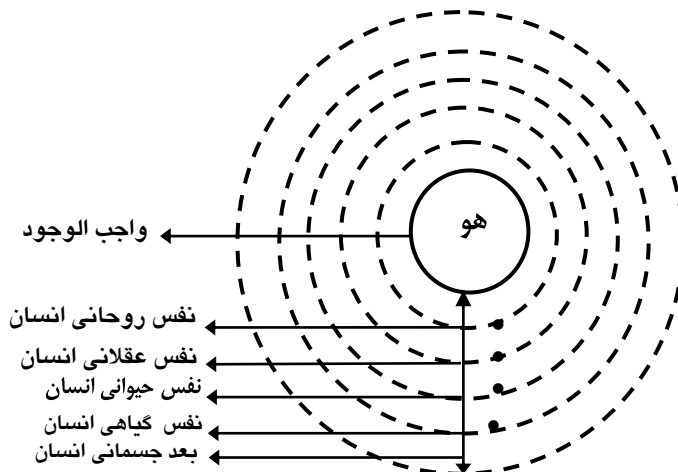 هو
واجب الوجود
نفس روحانی انسان
نفس عقلانی انسان
نفس حیوانی انسان
نفس گیاهی انسان
بعد جسمانی انسان